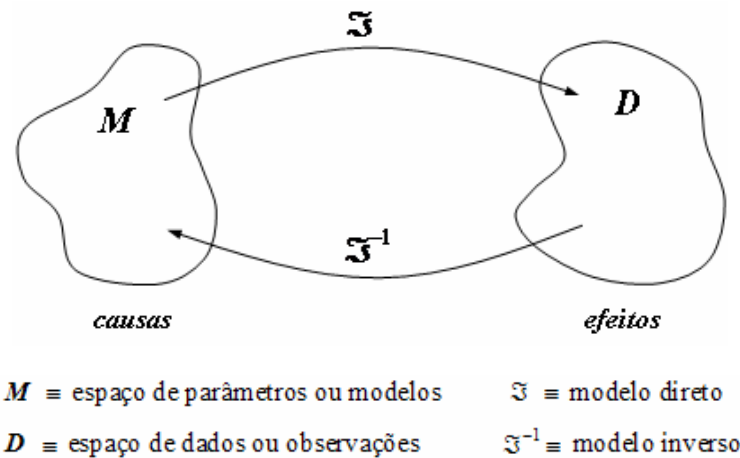 ℑ
M
D
ℑ⁻¹
causas
efeitos
M ≡ espaço de parâmetros ou modelos
ℑ ≡ modelo direto
D ≡ espaço de dados ou observações
ℑ⁻¹ ≡ modelo inverso